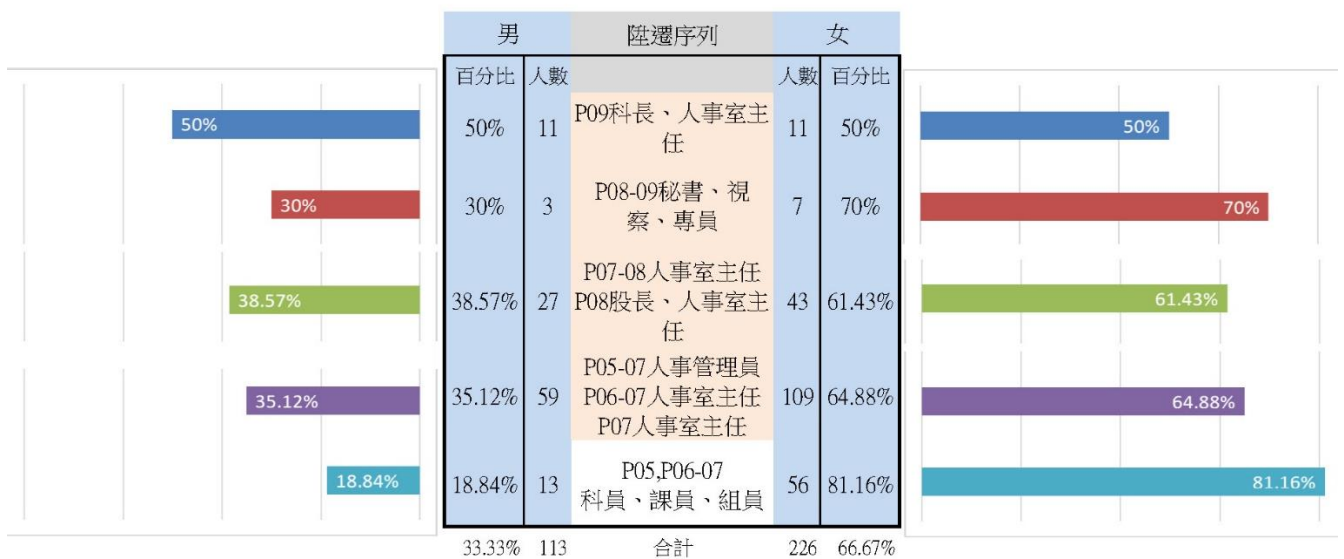 男 陞遷序列 女
百分比 人數 人數 百分比
50% 50% 11 P09科長、人事室主 11 50% 50%
任
30% 30% 3 P08-09秘書、視 7 70% 70%
察、專員
P07-08人事室主任
38.57% 38.57% 27 P08股長、人事室主 43 61.43% 61.43%
任
P05-07人事管理員
35.12% 35.12% 59 P06-07人事室主任 109 64.88% 64.88%
P07人事室主任
18.84% 18.84% 13 P05,P06-07 56 81.16% 81.16%
科員、課員、組員
33.33% 113 合計 226 66.67%